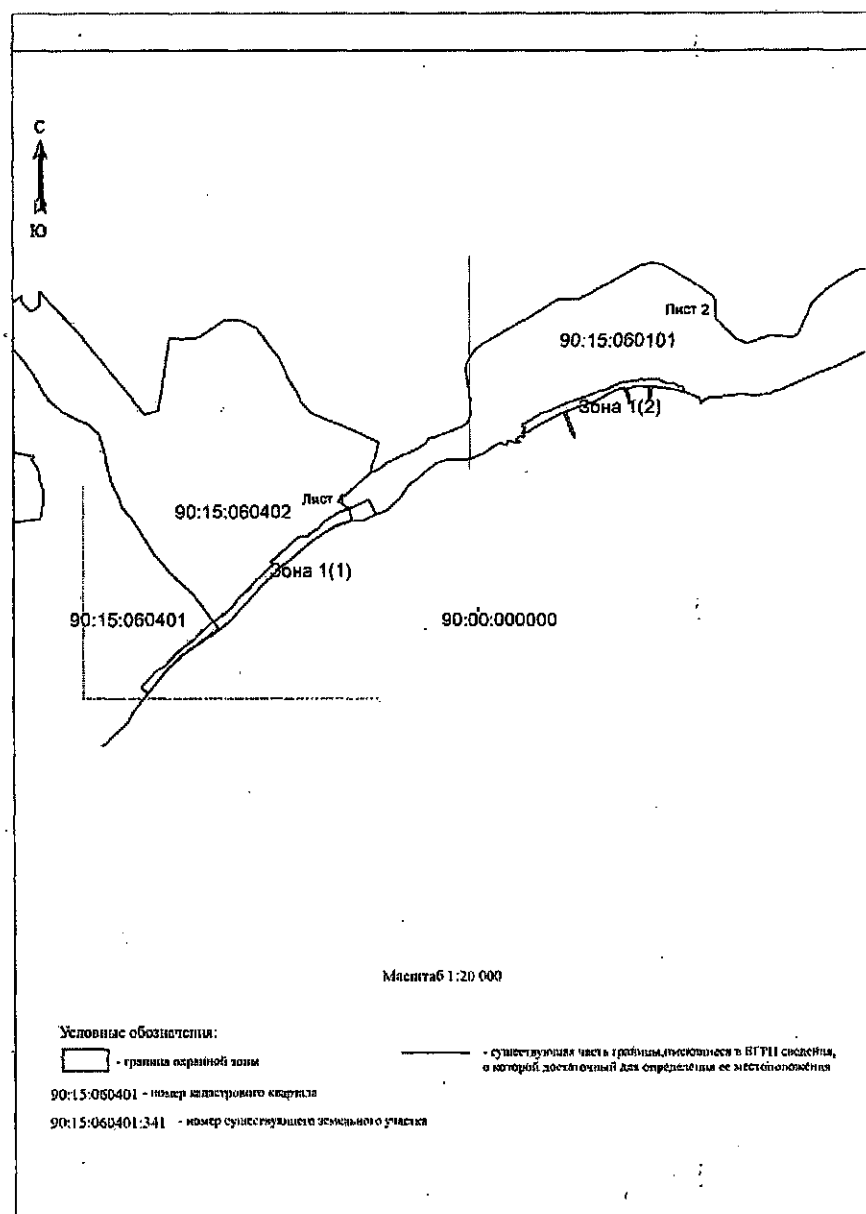 С
Ю
Лист 2
90:15:060101
Зона 1(2)
Лист
90:15:060402
Зона 1(1)
90:15:060401
90:00:000000
Масштаб 1:20 000
Условные обозначения:
- граница охранной зоны
- существующая часть границы,имеющиеся в ЕГРН сведения,
о которой достаточный для определения ее местоположения
90:15:060401 - номер кадастрового квартала
90:15:060401:341 - номер существующего земельного участка